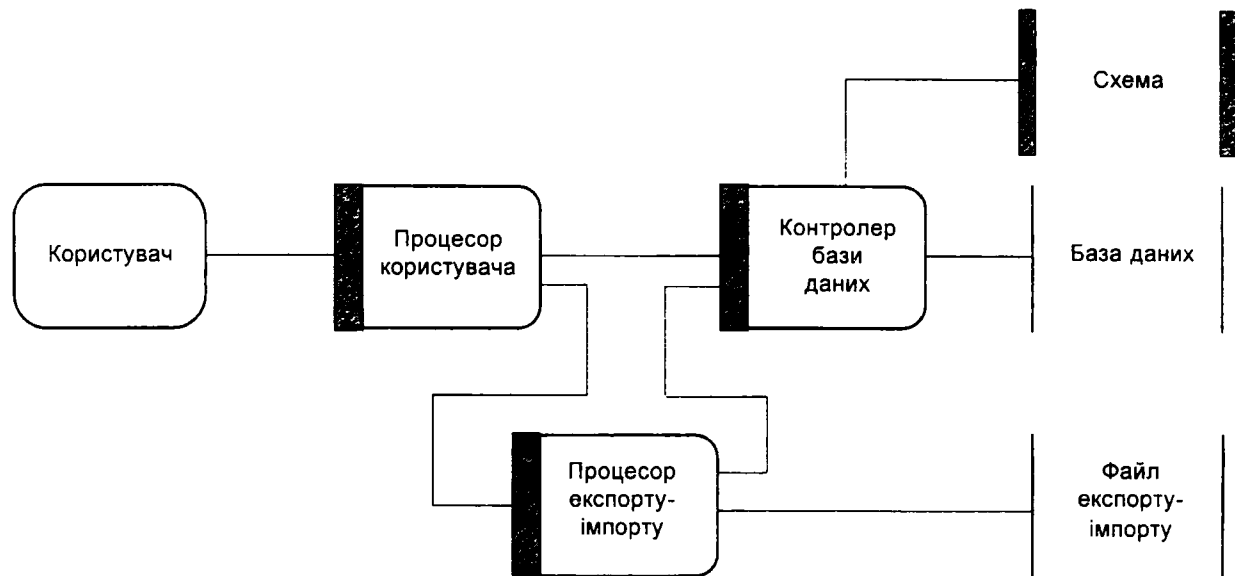 Схема
Користувач
Процесор
користувача
Контролер
бази
даних
База даних
Процесор
експорту-
імпорту
Файл
експорту-
імпорту